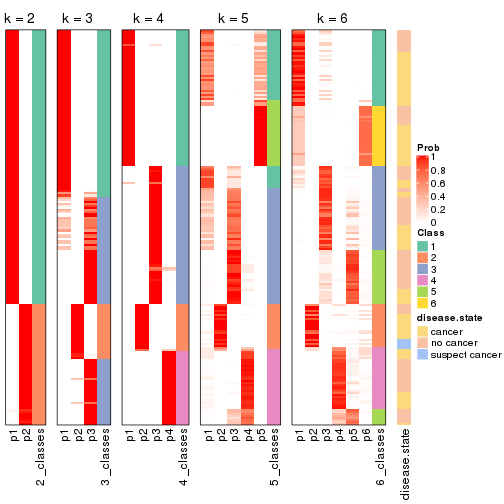 k = 2
k = 3
k = 4
k = 5
k = 6
Prob
1
0.8
0.6
0.4
0.2
0
Class
1
2
3
4
5
6
disease.state
cancer
no cancer
suspect cancer
p1
p2
2_classes
p1
p2
p3
3_classes
p1
p2
p3
p4
4_classes
p1
p2
p3
p4
p5
5_classes
p1
p2
p3
p4
p5
p6
6_classes
disease.state